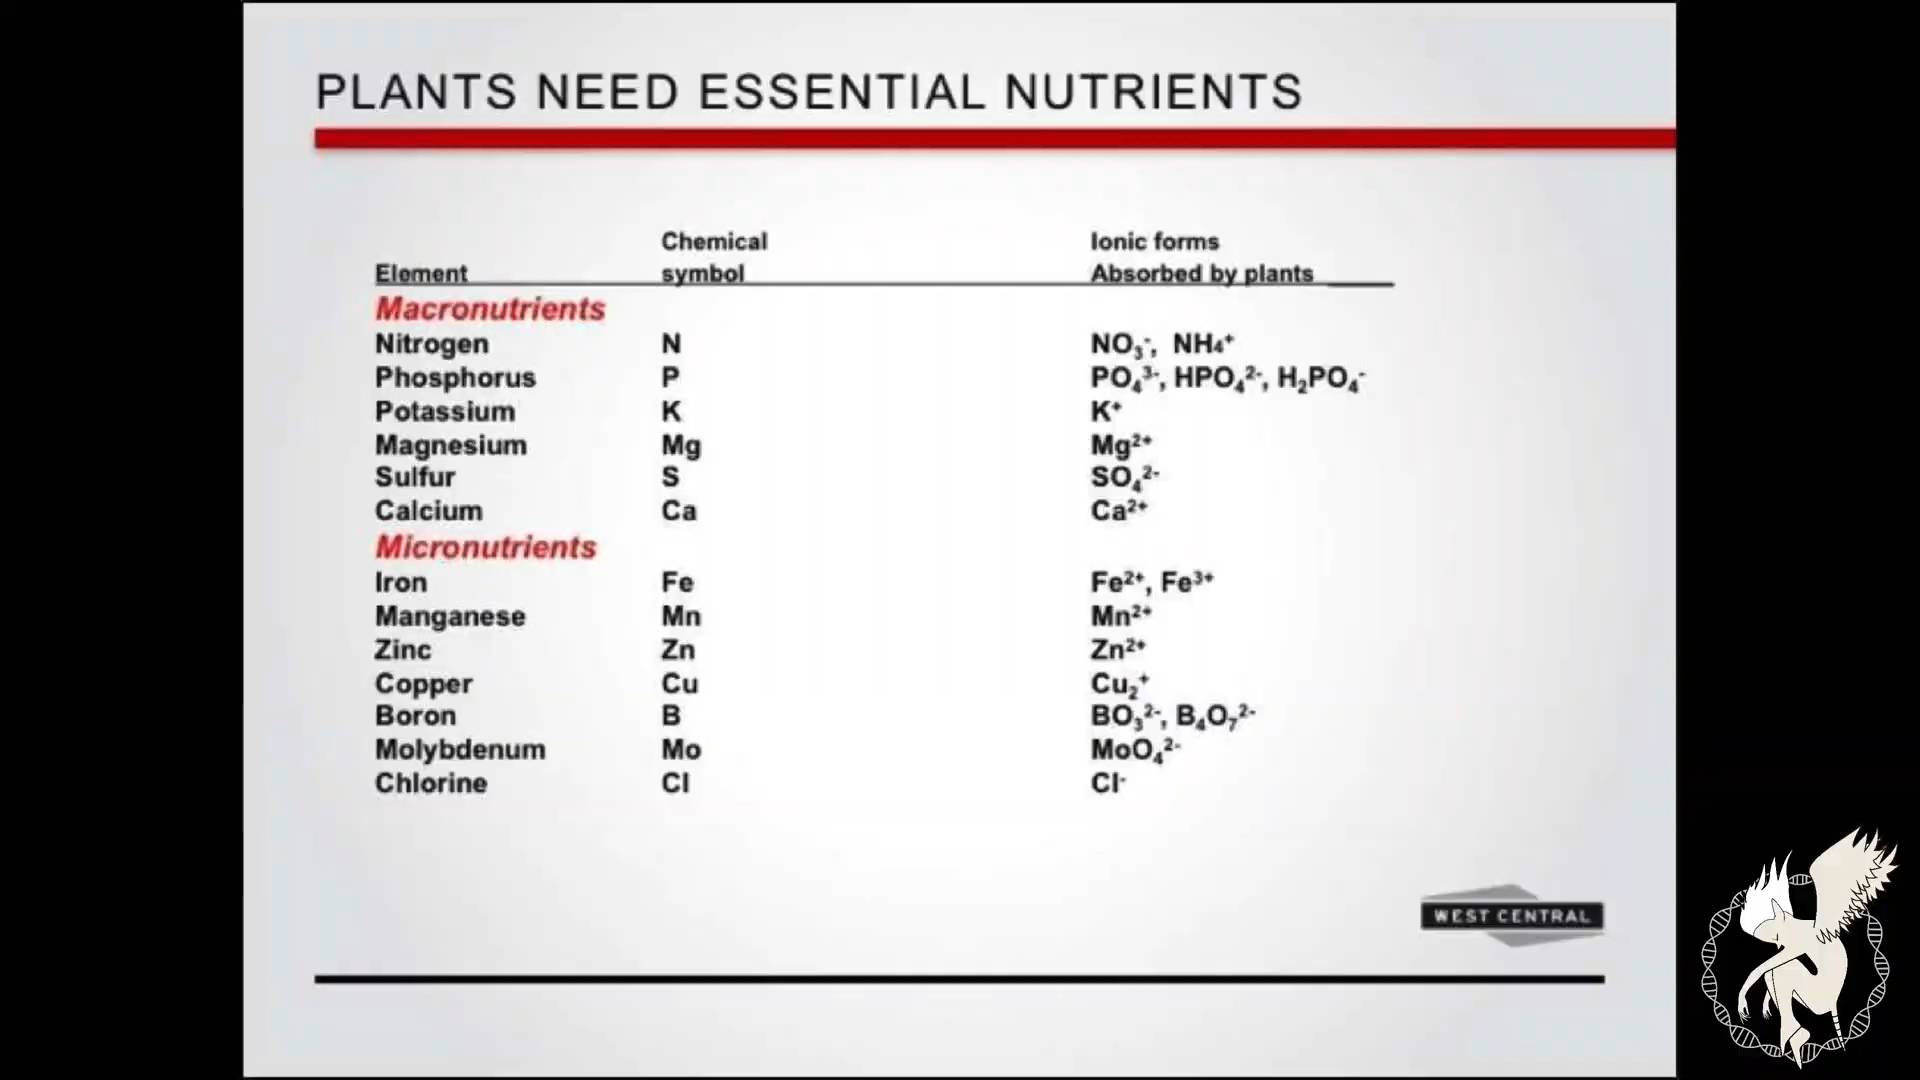 PLANTS NEED ESSENTIAL NUTRIENTS
Chemical Ionic forms
Element symbol Absorbed by plants
Macronutrients
Nitrogen N NO₃⁻, NH₄⁺
Phosphorus P PO₄³⁻, HPO₄²⁻, H₂PO₄⁻
Potassium K K⁺
Magnesium Mg Mg²⁺
Sulfur S SO₄²⁻
Calcium Ca Ca²⁺
Micronutrients
Iron Fe Fe²⁺, Fe³⁺
Manganese Mn Mn²⁺
Zinc Zn Zn²⁺
Copper Cu Cu₂⁺
Boron B BO₃²⁻, B₄O₇²⁻
Molybdenum Mo MoO₄²⁻
Chlorine Cl Cl⁻
WEST CENTRAL